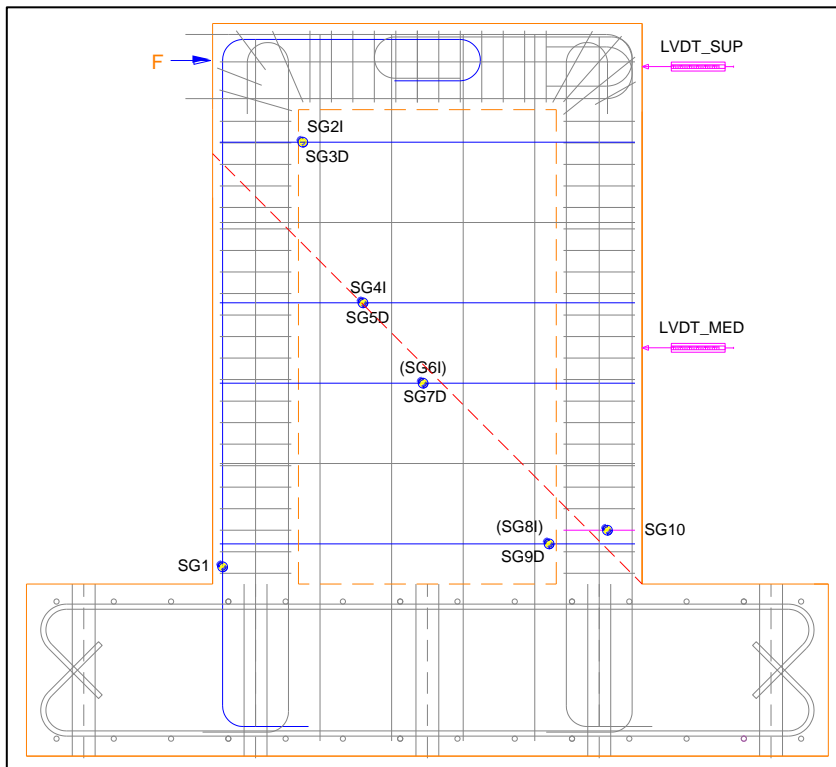 LVDT_SUP
F
SG2I
SG3D
SG4I
SG5D
LVDT_MED
(SG6I)
SG7D
(SG8I)
SG9D
SG10
SG1